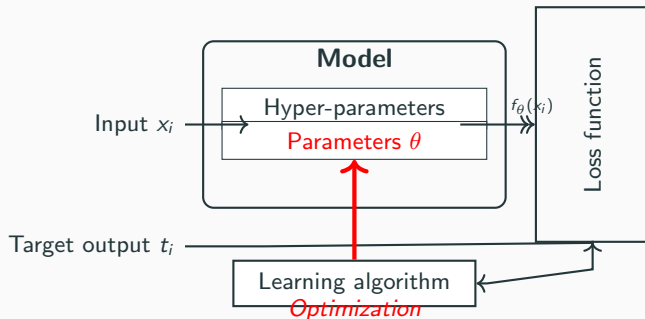 Model
Hyper-parameters
Input xᵢ
f_θ(xᵢ)
Parameters θ
Loss function
Target output tᵢ
Learning algorithm
Optimization